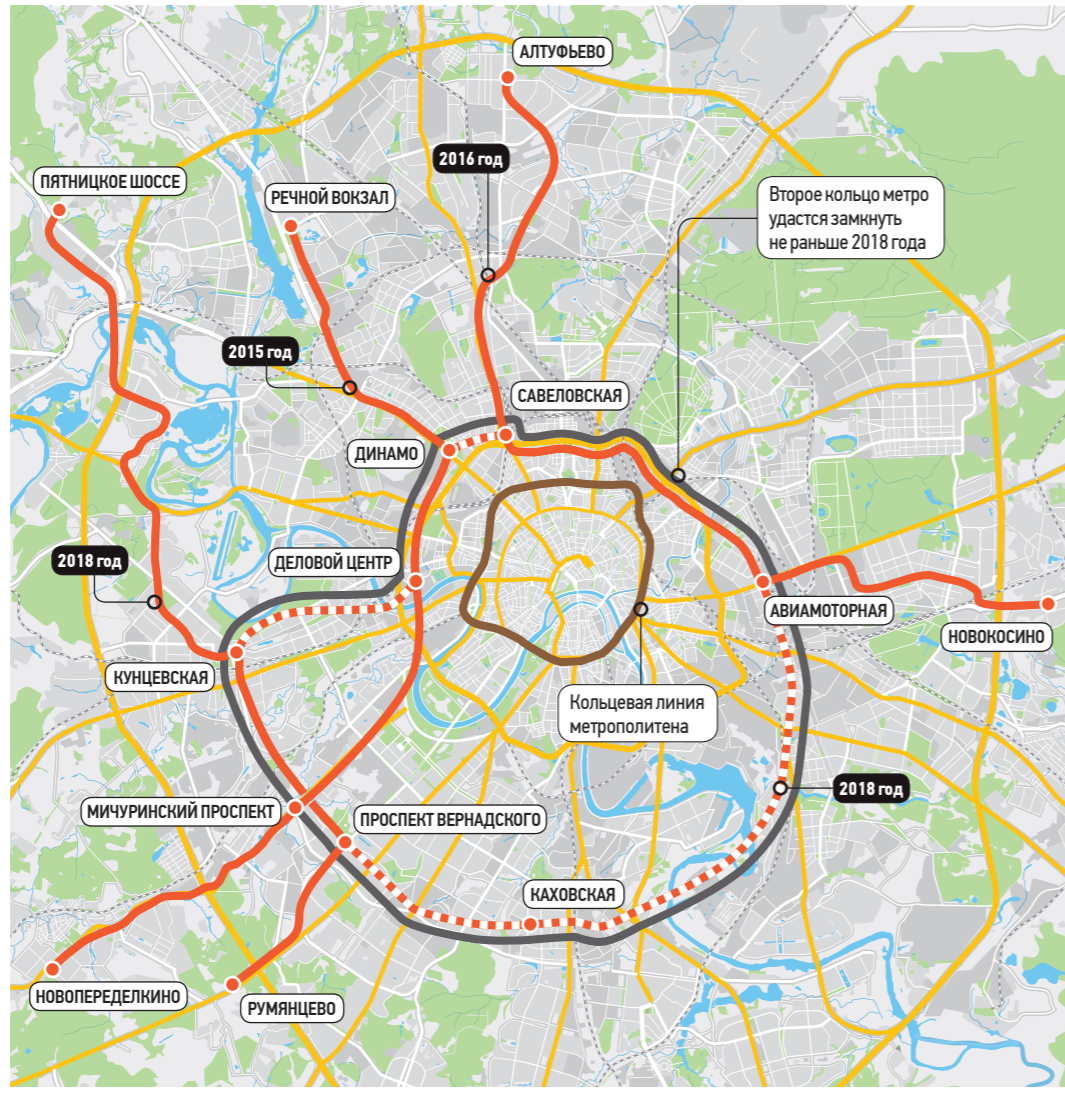 АЛТУФЬЕВО
2016 год
ПЯТНИЦКОЕ ШОССЕ
РЕЧНОЙ ВОКЗАЛ
Второе кольцо метро
удастся замкнуть
не раньше 2018 года
2015 год
САВЕЛОВСКАЯ
ДИНАМО
2018 год
ДЕЛОВОЙ ЦЕНТР
АВИАМОТОРНАЯ
НОВОКОСИНО
КУНЦЕВСКАЯ
Кольцевая линия
метрополитена
2018 год
МИЧУРИНСКИЙ ПРОСПЕКТ
ПРОСПЕКТ ВЕРНАДСКОГО
КАХОВСКАЯ
НОВОПЕРЕДЕЛКИНО
РУМЯНЦЕВО